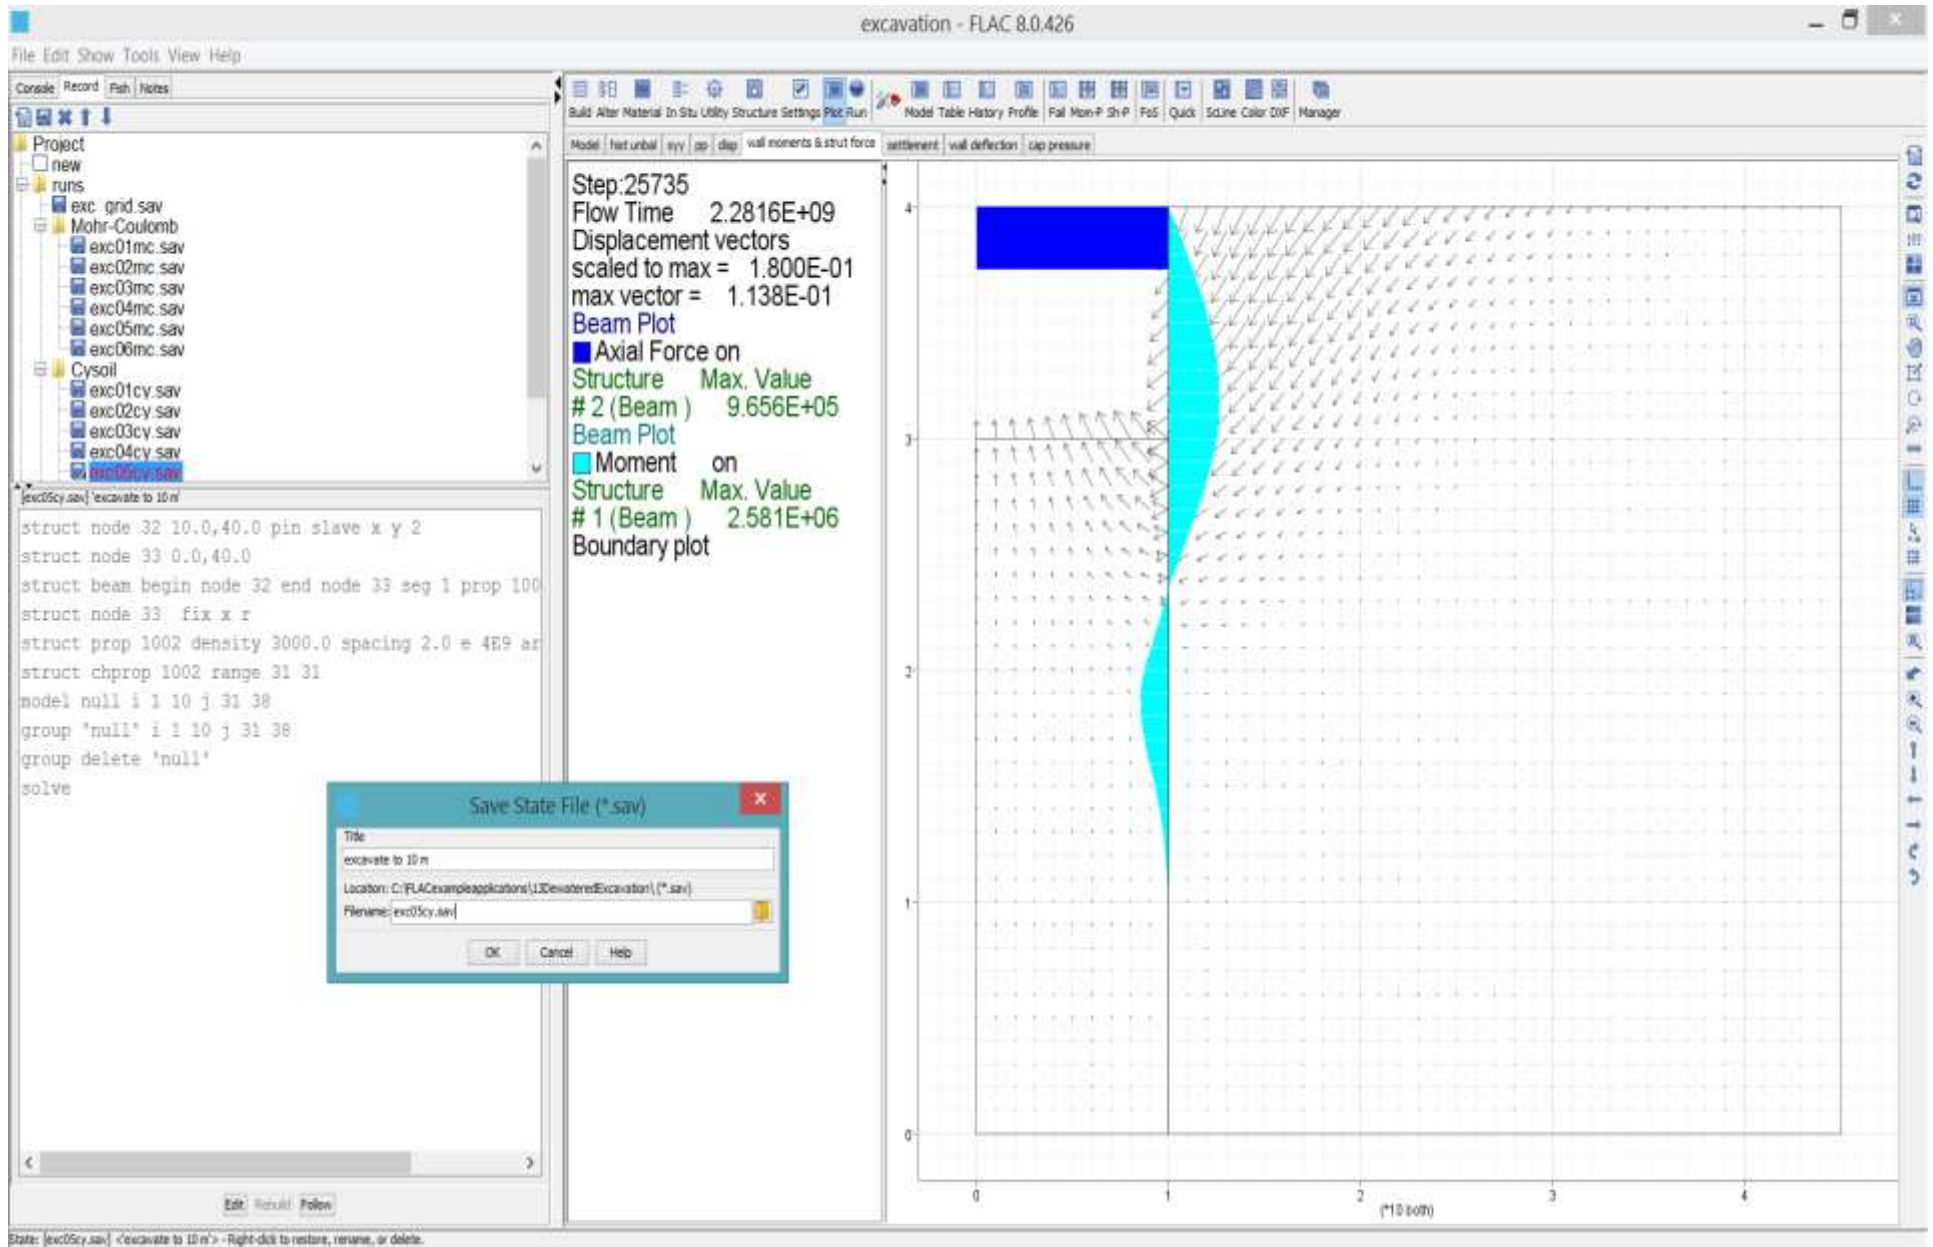 excavation - FLAC 8.0.426
File Edit Show Tools View Help
Console Record Fish Notes
Project
new
runs
exc_grid.sav
Mohr-Coulomb
exc01mc.sav
exc02mc.sav
exc03mc.sav
exc04mc.sav
exc05mc.sav
exc06mc.sav
Cysoil
exc01cy.sav
exc02cy.sav
exc03cy.sav
exc04cy.sav
exc05cy.sav
[exc05cy.sav] 'excavate to 10 m'
struct node 32 10.0,40.0 pin slave x y 2
struct node 33 0.0,40.0
struct beam begin node 32 end node 33 seg 1 prop 100
struct node 33 fix x r
struct prop 1002 density 3000.0 spacing 2.0 e 4E9 ar
struct chprop 1002 range 31 31
model null i 1 10 j 31 38
group 'null' i 1 10 j 31 38
group delete 'null'
solve
Edit Rebuild Follow
State: [exc05cy.sav] <'excavate to 10 m'> - Right-click to restore, rename, or delete.
Build Alter Material In Situ Utility Structure Settings Plot Run Model Table History Profile Fail Mom-P Sh-P FoS Quick ScLine Color DXF Manager
Model hist unbal syy pp disp wall moments & strut force settlement wall deflection cap pressure
Step:25735
Flow Time 2.2816E+09
Displacement vectors
scaled to max = 1.800E-01
max vector = 1.138E-01
Beam Plot
Axial Force on
Structure Max. Value
# 2 (Beam ) 9.656E+05
Beam Plot
Moment on
Structure Max. Value
# 1 (Beam ) 2.581E+06
Boundary plot
4
3
2
1
0
0 1 2 3 4
(*10 both)
Save State File (*.sav)
Title
excavate to 10 m
Location: C:\FLACexampleapplications\13DewateredExcavation\ (*.sav)
Filename: exc05cy.sav
OK Cancel Help